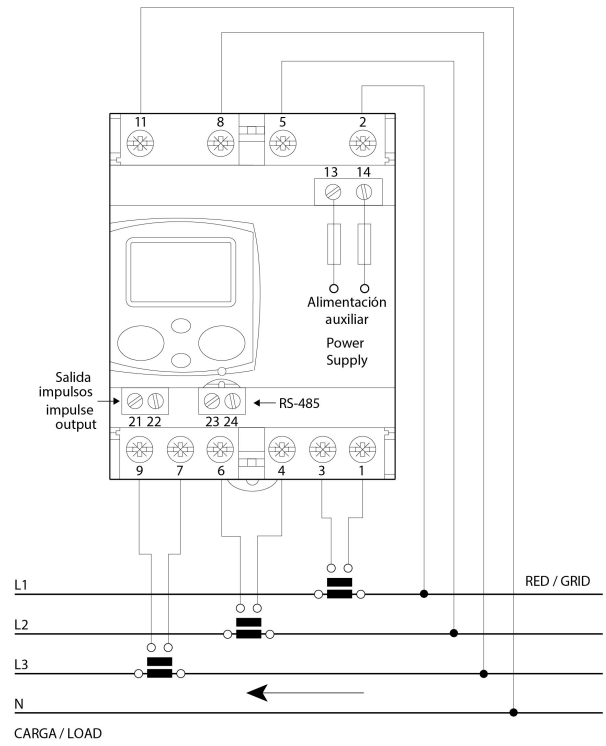 11 8 5 2
13 14
Alimentación
auxiliar
Power
Supply
Salida
impulsos
impulse
output
RS-485
21 22 23 24
9 7 6 4 3 1
L1 RED / GRID
L2
L3
N
CARGA / LOAD